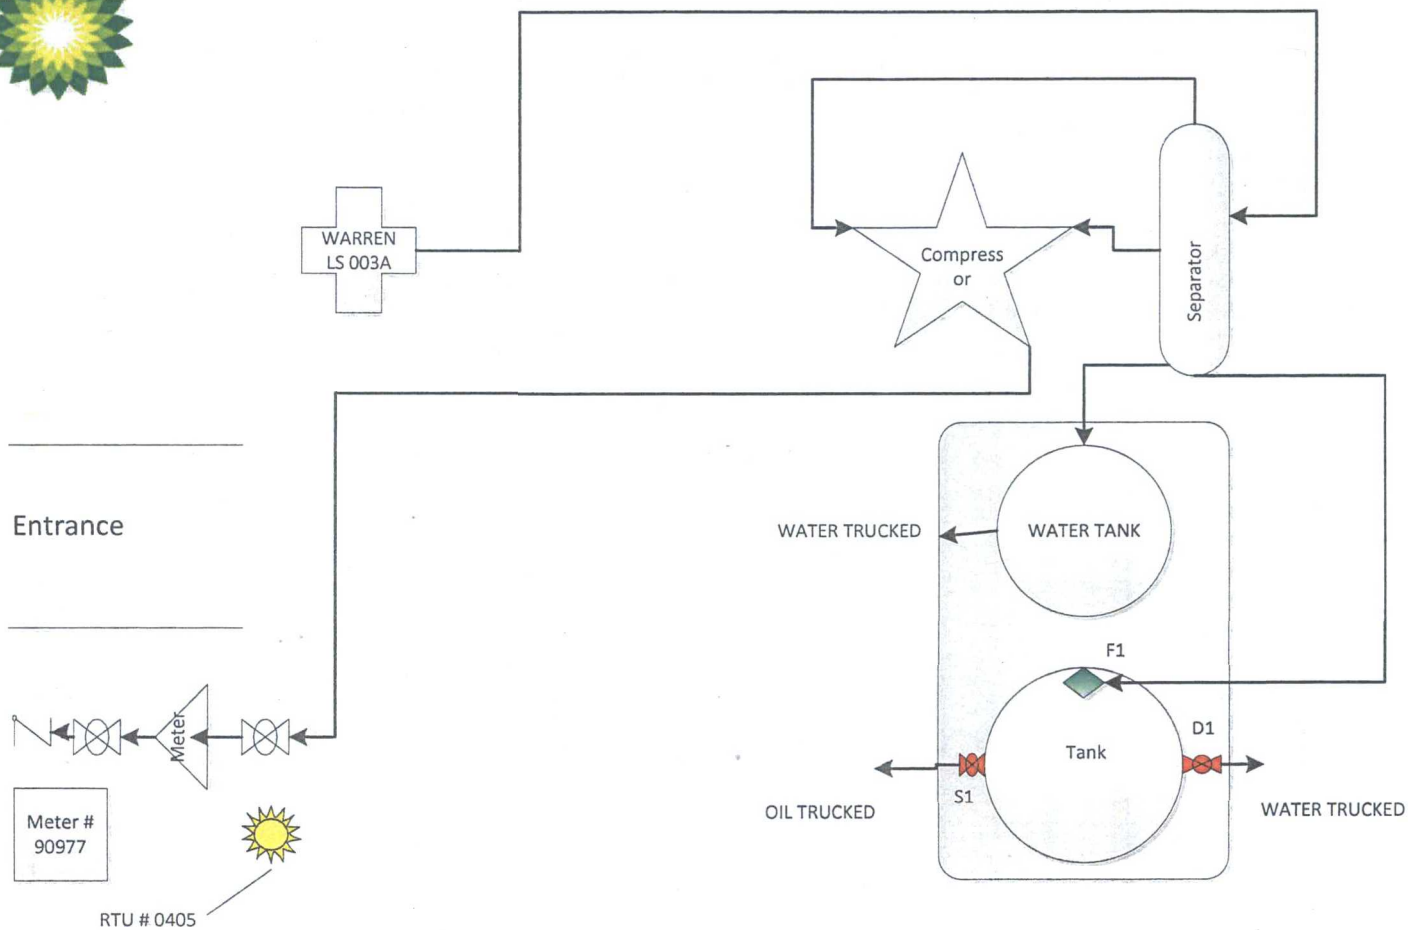 WARREN
LS 003A
Compress
or
Separator
Entrance
WATER TRUCKED
WATER TANK
F1
Meter
Tank
D1
S1
OIL TRUCKED
WATER TRUCKED
Meter #
90977
RTU # 0405